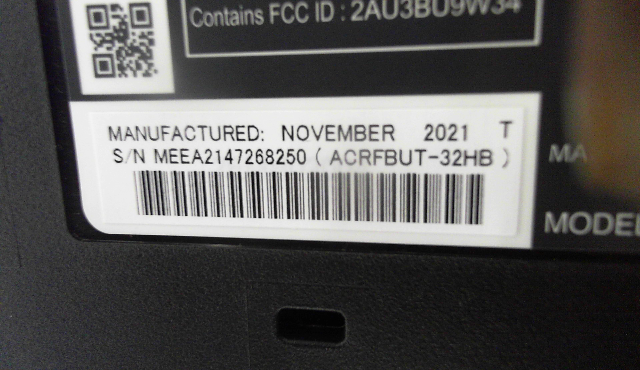 Contains FCC ID : 2AU3BU9W34
MANUFACTURED: NOVEMBER 2021 T
S/N MEEA2147268250 ( ACRFBUT-32HB )
MA
MODEL